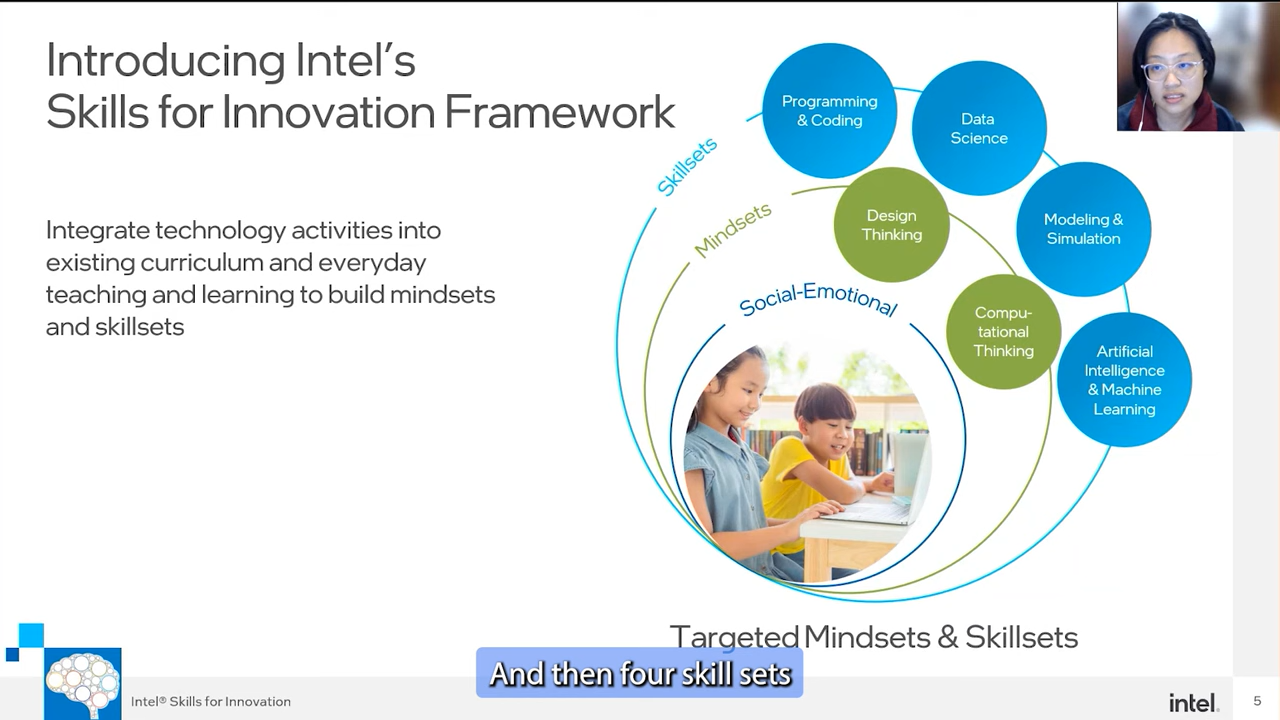 Introducing Intel's
Skills for Innovation Framework
Integrate technology activities into
existing curriculum and everyday
teaching and learning to build mindsets
and skillsets
Skillsets
Mindsets
Social-Emotional
Programming
& Coding
Data
Science
Modeling &
Simulation
Artificial
Intelligence
& Machine
Learning
Design
Thinking
Compu-
tational
Thinking
Targeted Mindsets & Skillsets
And then four skill sets
Intel® Skills for Innovation
intel.
5